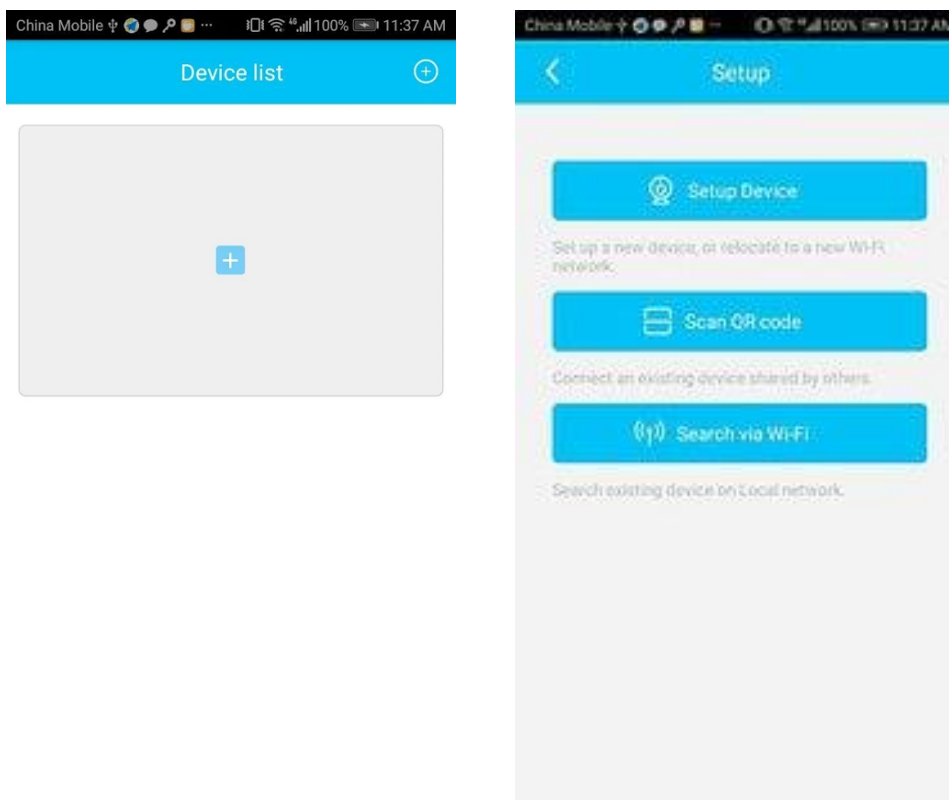 China Mobile 4G 100% 11:37 AM
Device list
China Mobile 100% 11:37 AM
Setup
Setup Device
Set up a new device, or relocate to a new Wi-Fi
network.
Scan QR code
Connect an existing device shared by others.
Search via Wi-Fi
Search existing device on Local network.